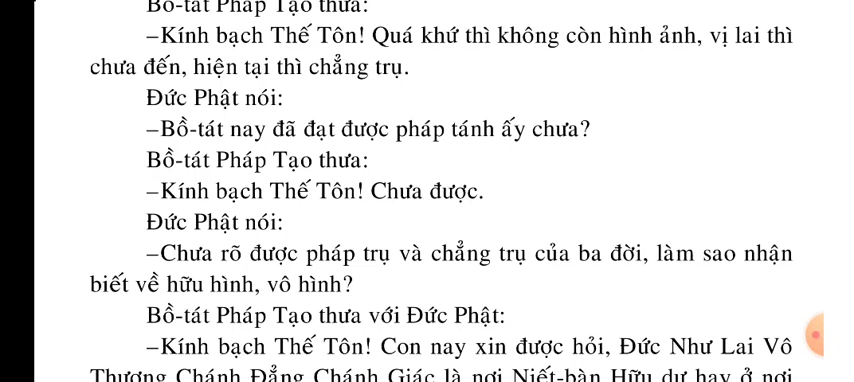 Bồ-tát Pháp Tạo thưa:
–Kính bạch Thế Tôn! Quá khứ thì không còn hình ảnh, vị lai thì
chưa đến, hiện tại thì chẳng trụ.
Đức Phật nói:
–Bồ-tát nay đã đạt được pháp tánh ấy chưa?
Bồ-tát Pháp Tạo thưa:
–Kính bạch Thế Tôn! Chưa được.
Đức Phật nói:
–Chưa rõ được pháp trụ và chẳng trụ của ba đời, làm sao nhận
biết về hữu hình, vô hình?
Bồ-tát Pháp Tạo thưa với Đức Phật:
–Kính bạch Thế Tôn! Con nay xin được hỏi, Đức Như Lai Vô
Thượng Chánh Đẳng Chánh Giác là nơi Niết-bàn Hữu dư hay ở nơi